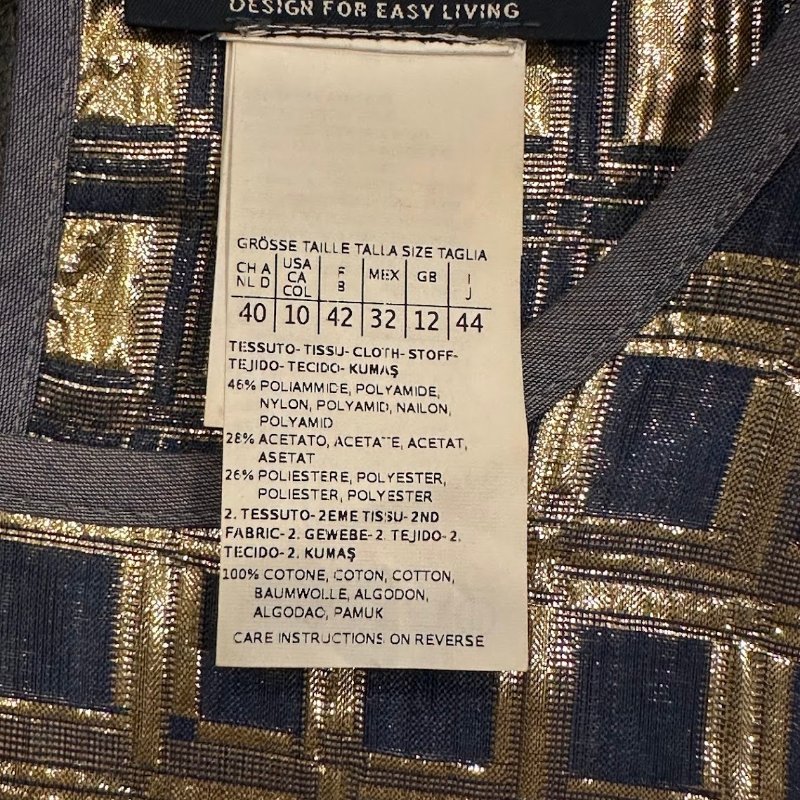 DESIGN FOR EASY LIVING
GRÖSSE TAILLE TALLA SIZE TAGLIA
CH A USA F MEX GB I
NL D CA B J
COL
40 10 42 32 12 44
TESSUTO-TISSU-CLOTH-STOFF-
TEJIDO-TECIDO-KUMAŞ
46% POLIAMMIDE, POLYAMIDE,
NYLON, POLYAMID, NAILON,
POLYAMID
28% ACETATO, ACETATE, ACETAT,
ASETAT
26% POLIESTERE, POLYESTER,
POLIESTER, POLYESTER
2. TESSUTO-2EME TISSU-2ND
FABRIC-2. GEWEBE-2. TEJIDO-2.
TECIDO-2. KUMAŞ
100% COTONE, COTON, COTTON,
BAUMWOLLE, ALGODON,
ALGODAO, PAMUK
CARE INSTRUCTIONS ON REVERSE